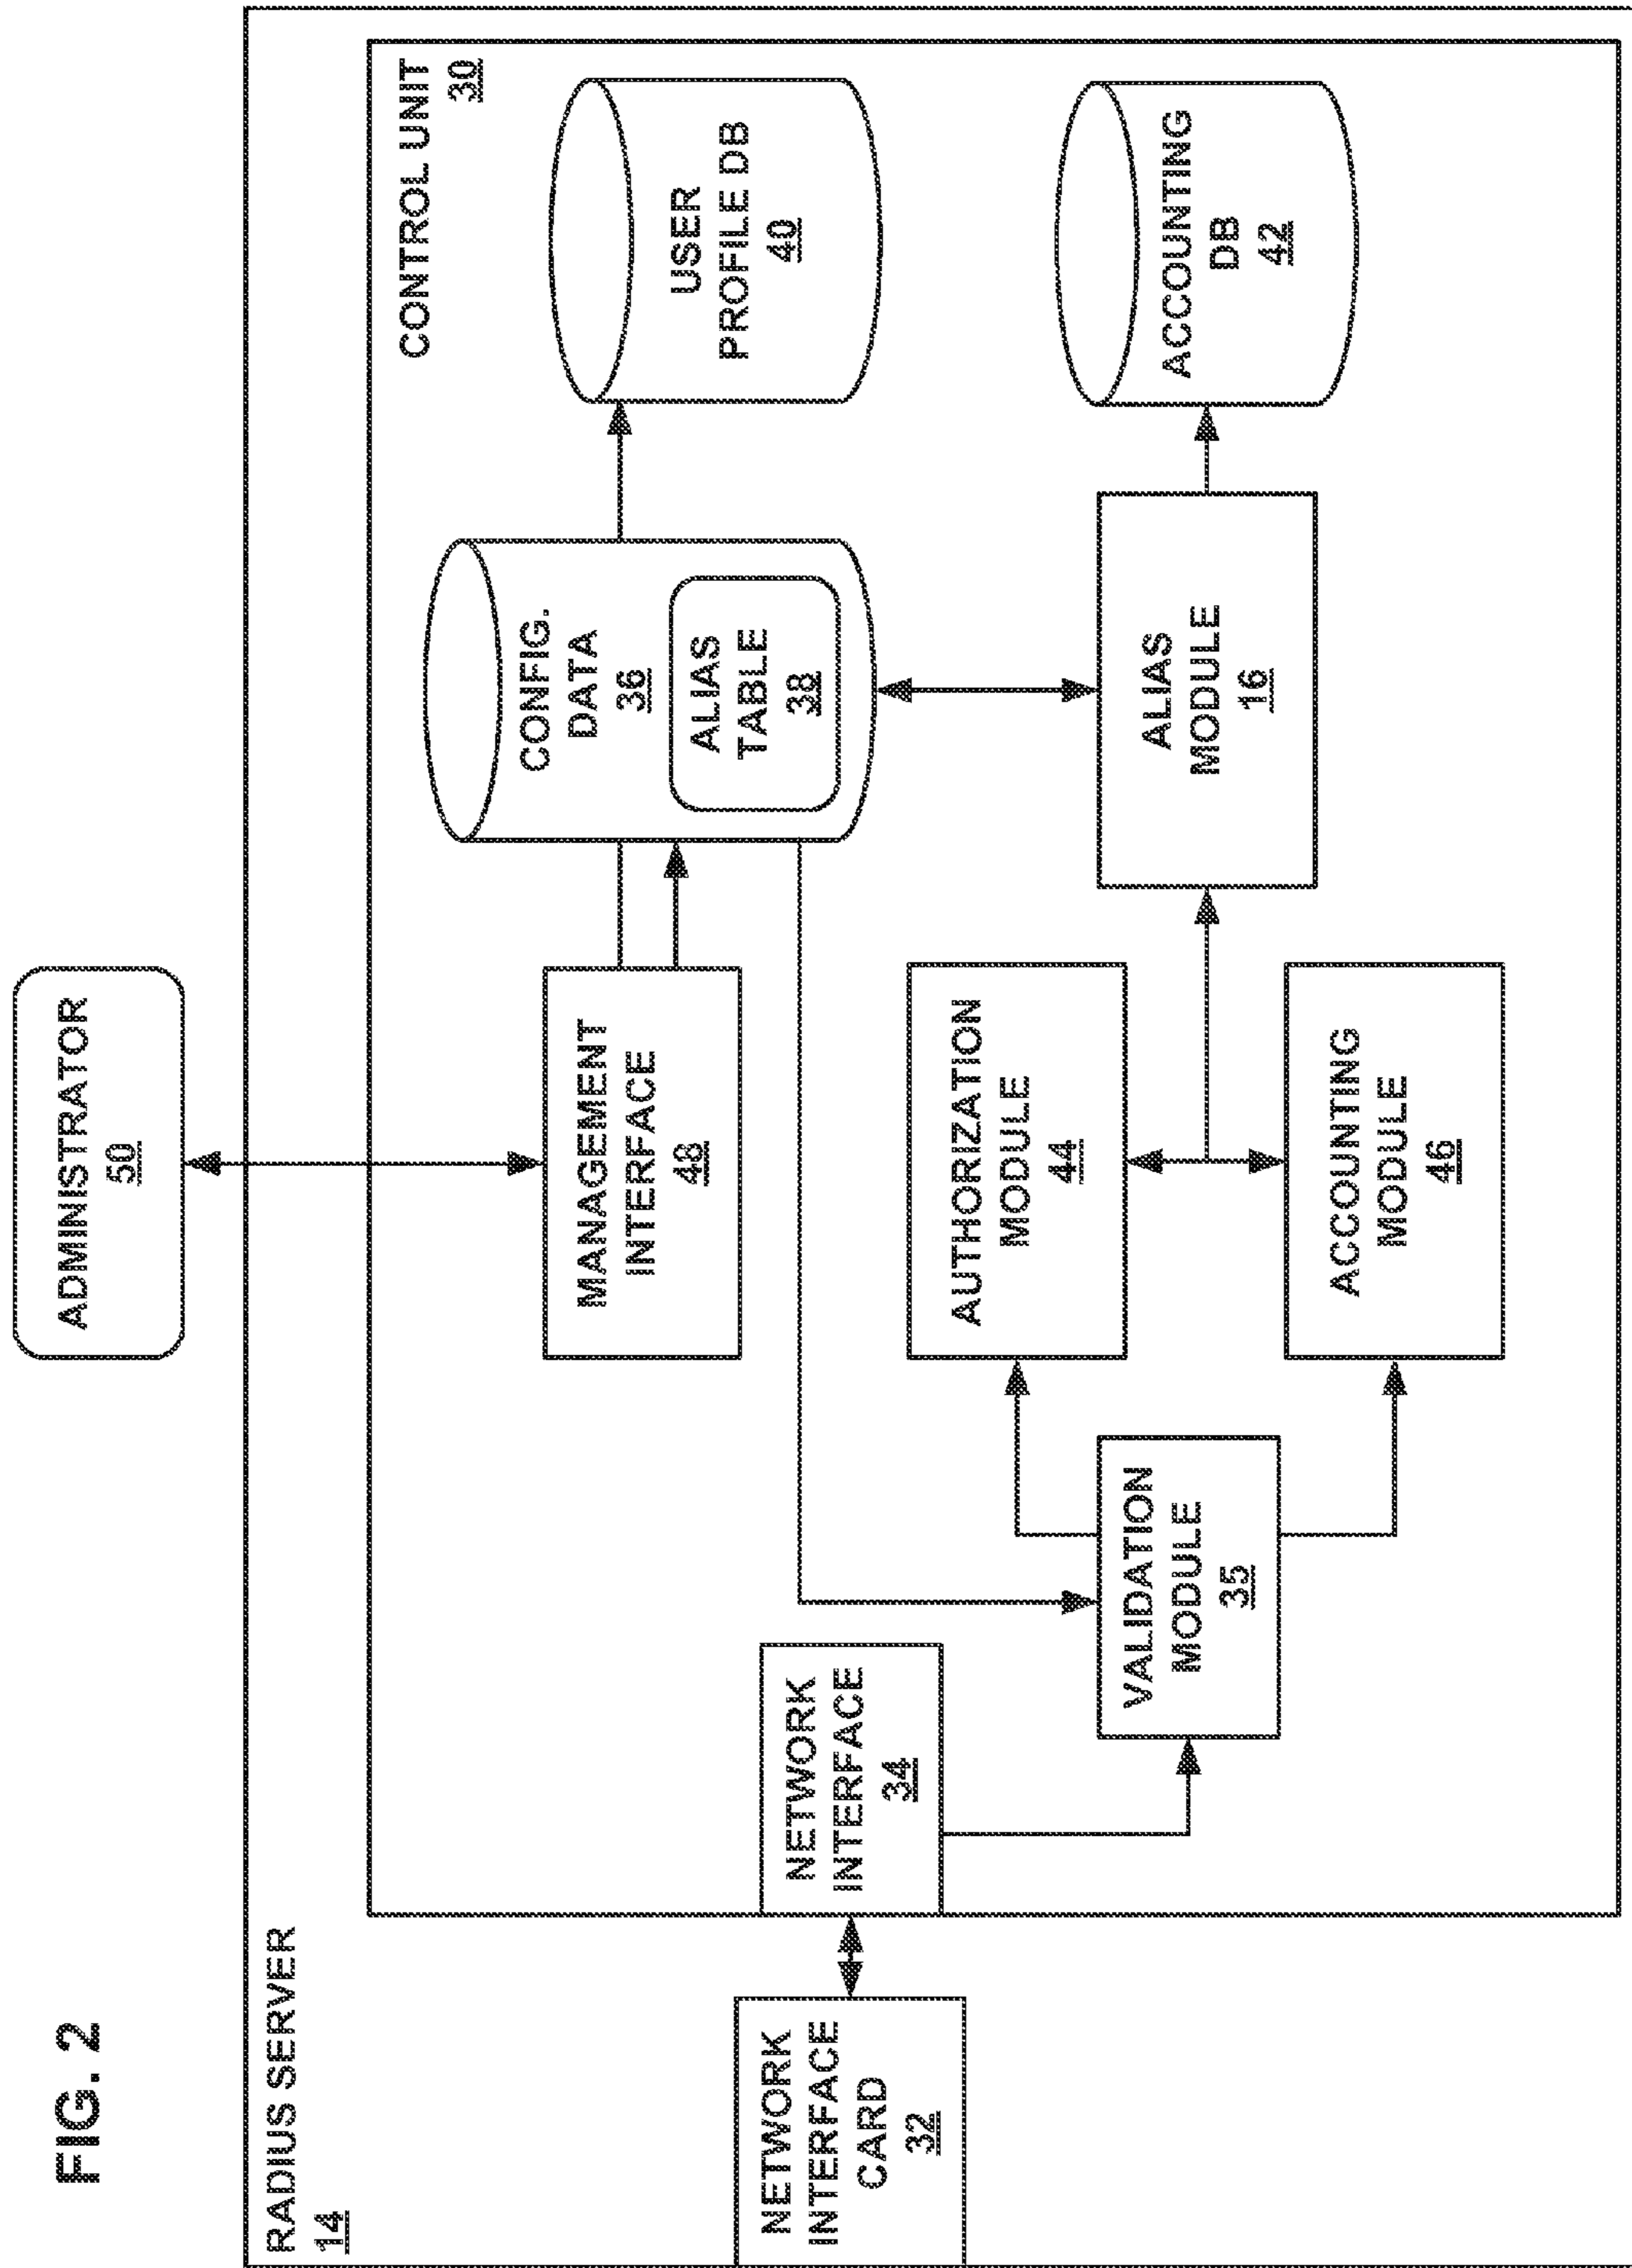 FIG. 2
ADMINISTRATOR
50
RADIUS SERVER
14
CONTROL UNIT
30
NETWORK
INTERFACE
CARD
32
NETWORK
INTERFACE
34
MANAGEMENT
INTERFACE
48
CONFIG.
DATA
36
ALIAS
TABLE
38
USER
PROFILE DB
40
VALIDATION
MODULE
35
AUTHORIZATION
MODULE
44
ACCOUNTING
MODULE
46
ALIAS
MODULE
16
ACCOUNTING
DB
42